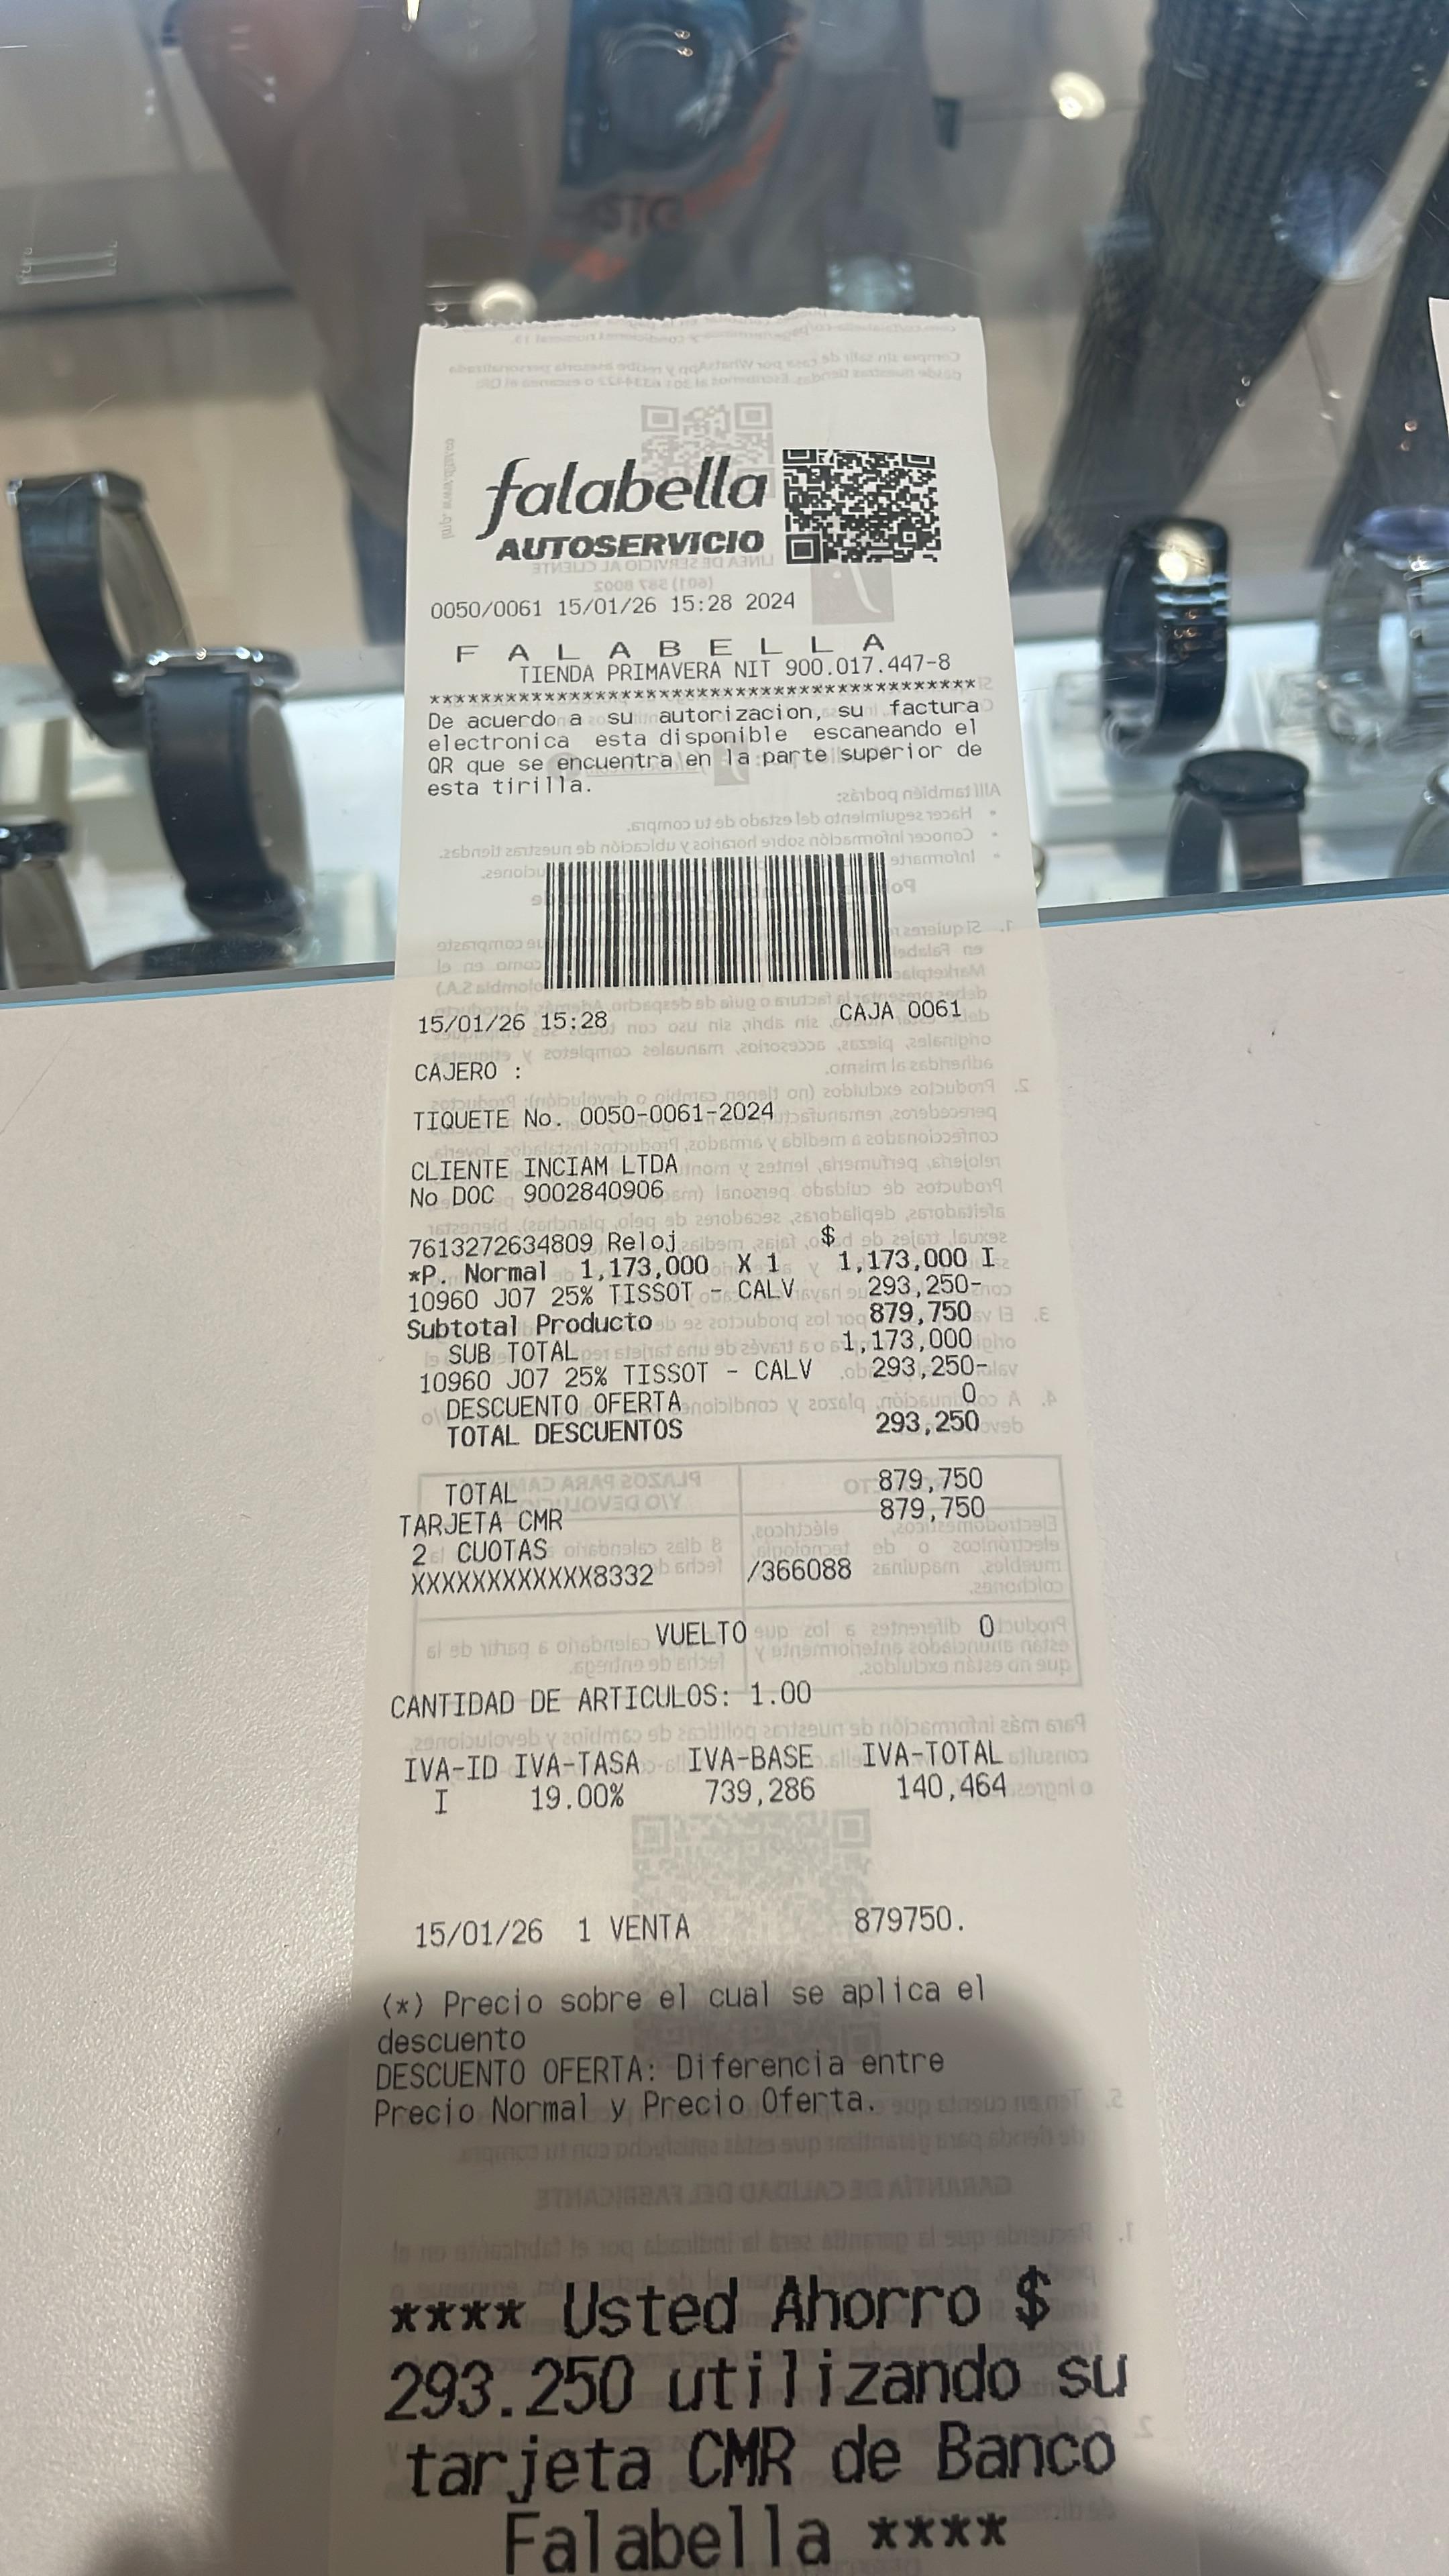 falabella
AUTOSERVICIO
0050/0061 15/01/26 15:28 2024
F A L A B E L L A
TIENDA PRIMAVERA NIT 900.017.447-8
*******************************************
De acuerdo a su autorizacion, su factura
electronica esta disponible escaneando el
QR que se encuentra en la parte superior de
esta tirilla.
15/01/26 15:28 CAJA 0061
CAJERO :
TIQUETE No. 0050-0061-2024
CLIENTE INCIAM LTDA
No DOC 9002840906
7613272634809 Reloj $
*P. Normal 1,173,000 X 1 1,173,000 I
10960 J07 25% TISSOT - CALV 293,250-
Subtotal Producto 879,750
SUB TOTAL 1,173,000
10960 J07 25% TISSOT - CALV 293,250-
DESCUENTO OFERTA 0
TOTAL DESCUENTOS 293,250
TOTAL 879,750
TARJETA CMR 879,750
2 CUOTAS
XXXXXXXXXXXX8332 /366088
VUELTO 0
CANTIDAD DE ARTICULOS: 1.00
IVA-ID IVA-TASA IVA-BASE IVA-TOTAL
I 19.00% 739,286 140,464
15/01/26 1 VENTA 879750.
(*) Precio sobre el cual se aplica el
descuento
DESCUENTO OFERTA: Diferencia entre
Precio Normal y Precio Oferta.
**** Usted Ahorro $
293.250 utilizando su
tarjeta CMR de Banco
Falabella ****